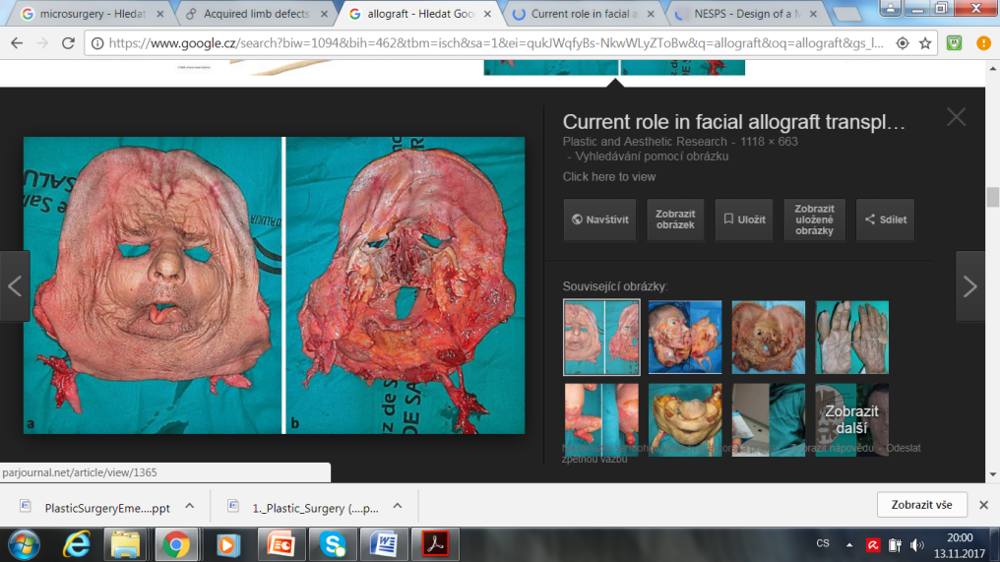 microsurgery - Hledat
Acquired limb defects
allograft - Hledat Goo
Current role in facial a
NESPS - Design of a M
https://www.google.cz/search?biw=1094&bih=462&tbm=isch&sa=1&ei=qukJWqfyBs-NkwWLyZToBw&q=allograft&oq=allograft&gs_l...
Current role in facial allograft transpl...
Plastic and Aesthetic Research - 1118 × 663
- Vyhledávání pomocí obrázku
Click here to view
Navštívit
Zobrazit obrázek
Uložit
Zobrazit uložené obrázky
Sdílet
Související obrázky:
Zobrazit další
Zobrazit nápovědu
Odeslat
zpětnou vazbu
a
b
parjournal.net/article/view/1365
PlasticSurgeryEme....ppt
1._Plastic_Surgery (....p...
Zobrazit vše
CS
20:00
13.11.2017